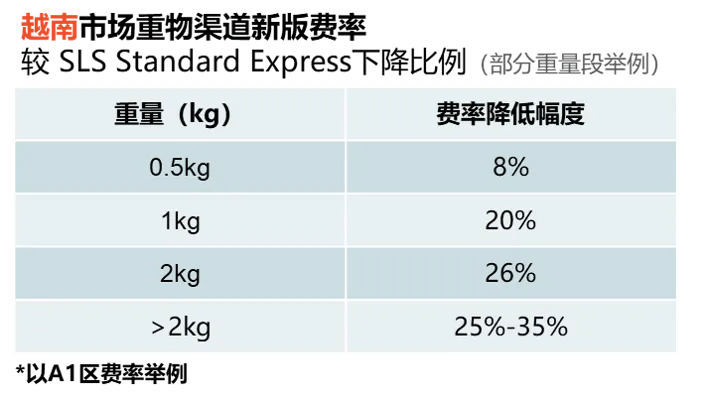 越南市场重物渠道新版费率
较 SLS Standard Express下降比例（部分重量段举例）
重量（kg） 费率降低幅度
0.5kg 8%
1kg 20%
2kg 26%
>2kg 25%-35%
*以A1区费率举例